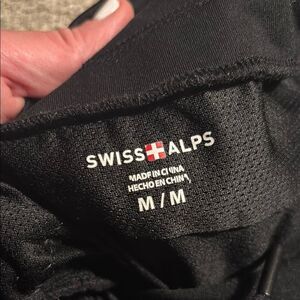 SWISS ALPS
MADE IN CHINA
HECHO EN CHINA
M / M